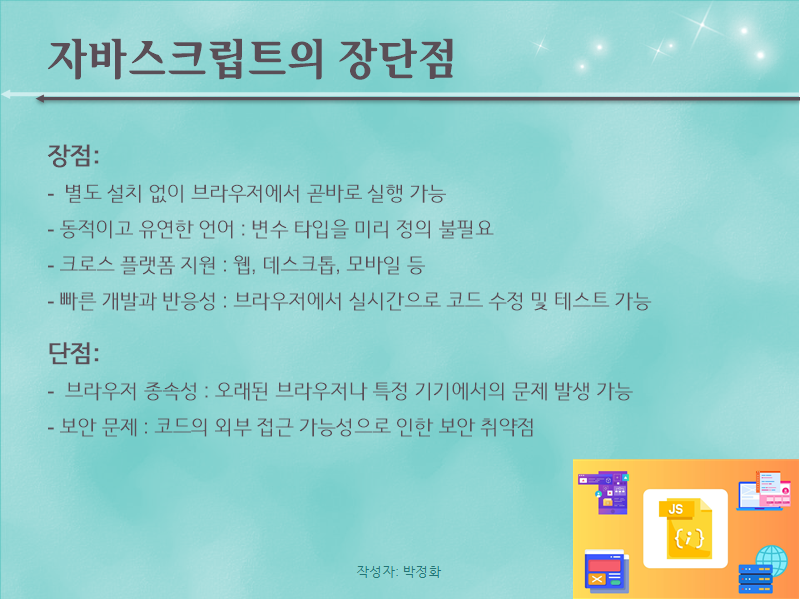 자바스크립트의 장단점
장점:
- 별도 설치 없이 브라우저에서 곧바로 실행 가능
- 동적이고 유연한 언어 : 변수 타입을 미리 정의 불필요
- 크로스 플랫폼 지원 : 웹, 데스크톱, 모바일 등
- 빠른 개발과 반응성 : 브라우저에서 실시간으로 코드 수정 및 테스트 가능
단점:
- 브라우저 종속성 : 오래된 브라우저나 특정 기기에서의 문제 발생 가능
- 보안 문제 : 코드의 외부 접근 가능성으로 인한 보안 취약점
JS
{;}
작성자: 박정화